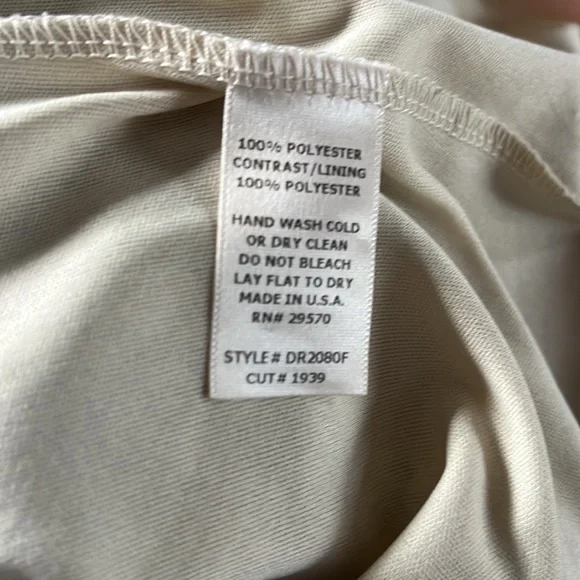 100% POLYESTER
CONTRAST/LINING
100% POLYESTER
HAND WASH COLD
OR DRY CLEAN
DO NOT BLEACH
LAY FLAT TO DRY
MADE IN U.S.A.
RN# 29570
STYLE# DR2080F
CUT# 1939